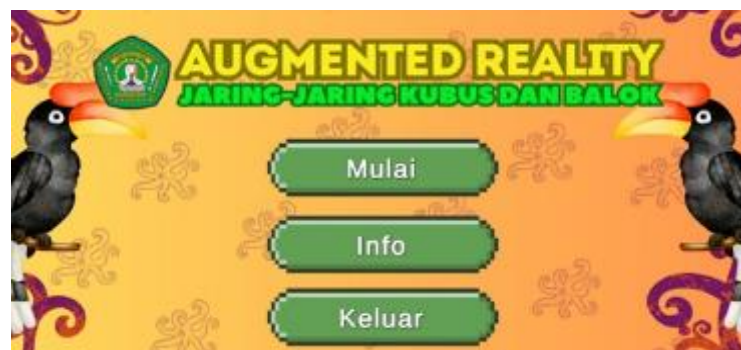 AUGMENTED REALITY
JARING-JARING KUBUS DAN BALOK
Mulai
Info
Keluar